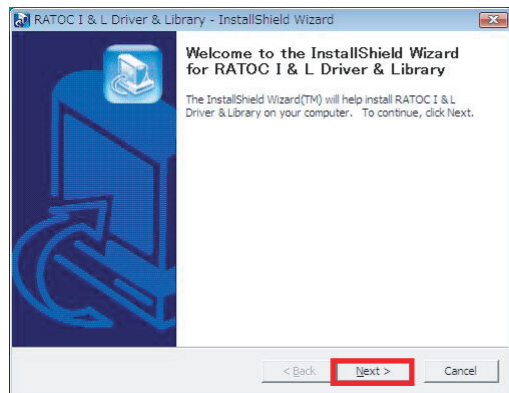 RATOC I & L Driver & Library - InstallShield Wizard
Welcome to the InstallShield Wizard
for RATOC I & L Driver & Library
The InstallShield Wizard(TM) will help install RATOC I & L
Driver & Library on your computer. To continue, click Next.
< Back Next > Cancel